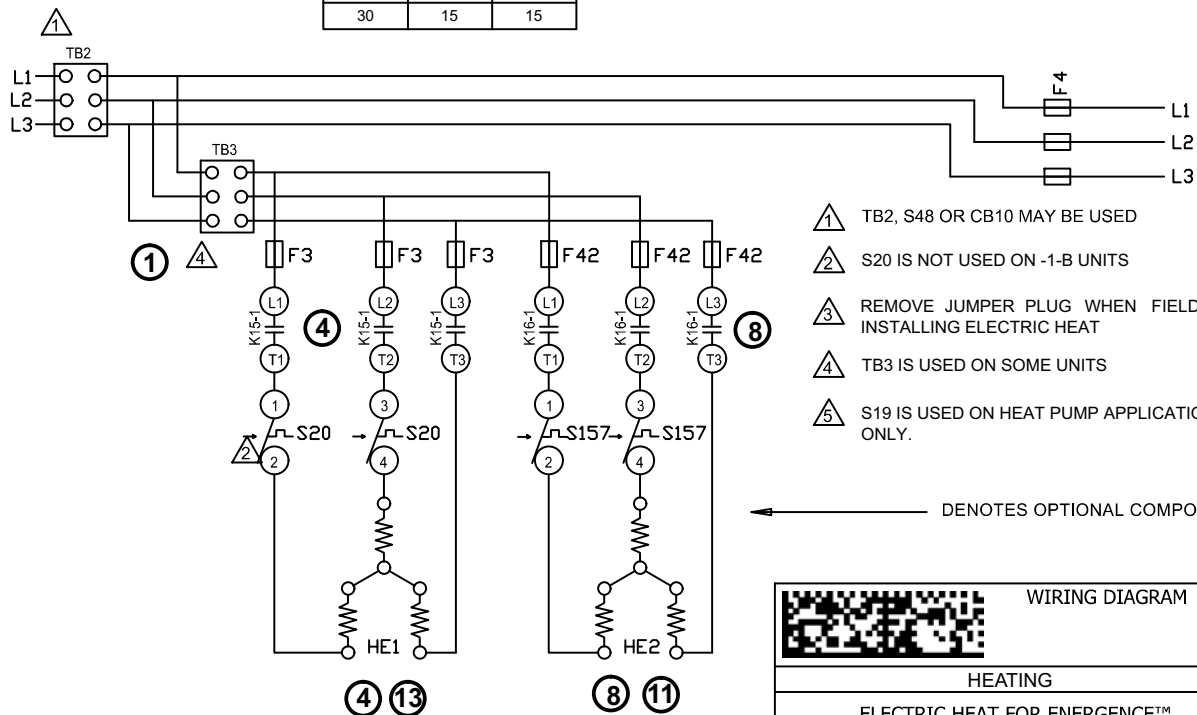 30 15 15
1
TB2
L1
L2
L3
F4
L1
L2
L3
TB3
1
4
F3 F3 F3 F42 F42 F42
L1 L2 L3 L1 L2 L3
K15-1 K15-1 K15-1 K16-1 K16-1 K16-1
4 8
T1 T2 T3 T1 T2 T3
1 3 1 3
S20 S20 S157 S157
2
2 4 2 4
HE1 HE2
4 13 8 11
1 TB2, S48 OR CB10 MAY BE USED
2 S20 IS NOT USED ON -1-B UNITS
3 REMOVE JUMPER PLUG WHEN FIELD
INSTALLING ELECTRIC HEAT
4 TB3 IS USED ON SOME UNITS
5 S19 IS USED ON HEAT PUMP APPLICATIO
ONLY.
DENOTES OPTIONAL COMPO
WIRING DIAGRAM
HEATING
ELECTRIC HEAT FOR ENERGENCE™